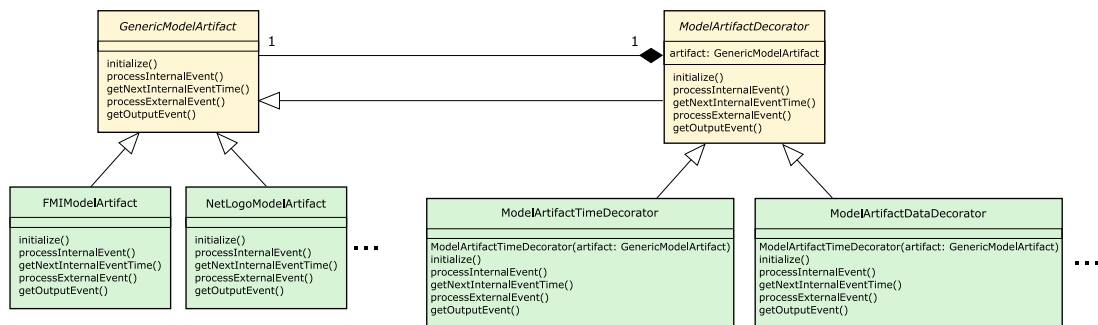 GenericModelArtifact
initialize()
processInternalEvent()
getNextInternalEventTime()
processExternalEvent()
getOutputEvent()
1
1
ModelArtifactDecorator
artifact: GenericModelArtifact
initialize()
processInternalEvent()
getNextInternalEventTime()
processExternalEvent()
getOutputEvent()
FMIModelArtifact
initialize()
processInternalEvent()
getNextInternalEventTime()
processExternalEvent()
getOutputEvent()
NetLogoModelArtifact
initialize()
processInternalEvent()
getNextInternalEventTime()
processExternalEvent()
getOutputEvent()
...
ModelArtifactTimeDecorator
ModelArtifactTimeDecorator(artifact: GenericModelArtifact)
initialize()
processInternalEvent()
getNextInternalEventTime()
processExternalEvent()
getOutputEvent()
ModelArtifactDataDecorator
ModelArtifactTimeDecorator(artifact: GenericModelArtifact)
initialize()
processInternalEvent()
getNextInternalEventTime()
processExternalEvent()
getOutputEvent()
...